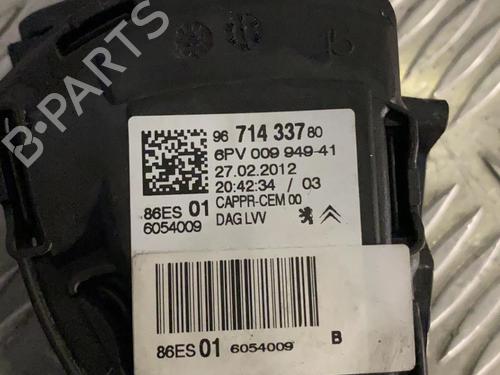 96 714 337 80
6PV 009 949-41
27.02.2012
20:42:34 / 03
86ES 01 CAPPR-CEM 00
6054009 DAG LVV
86ES 01 6054009 B
B-Parts